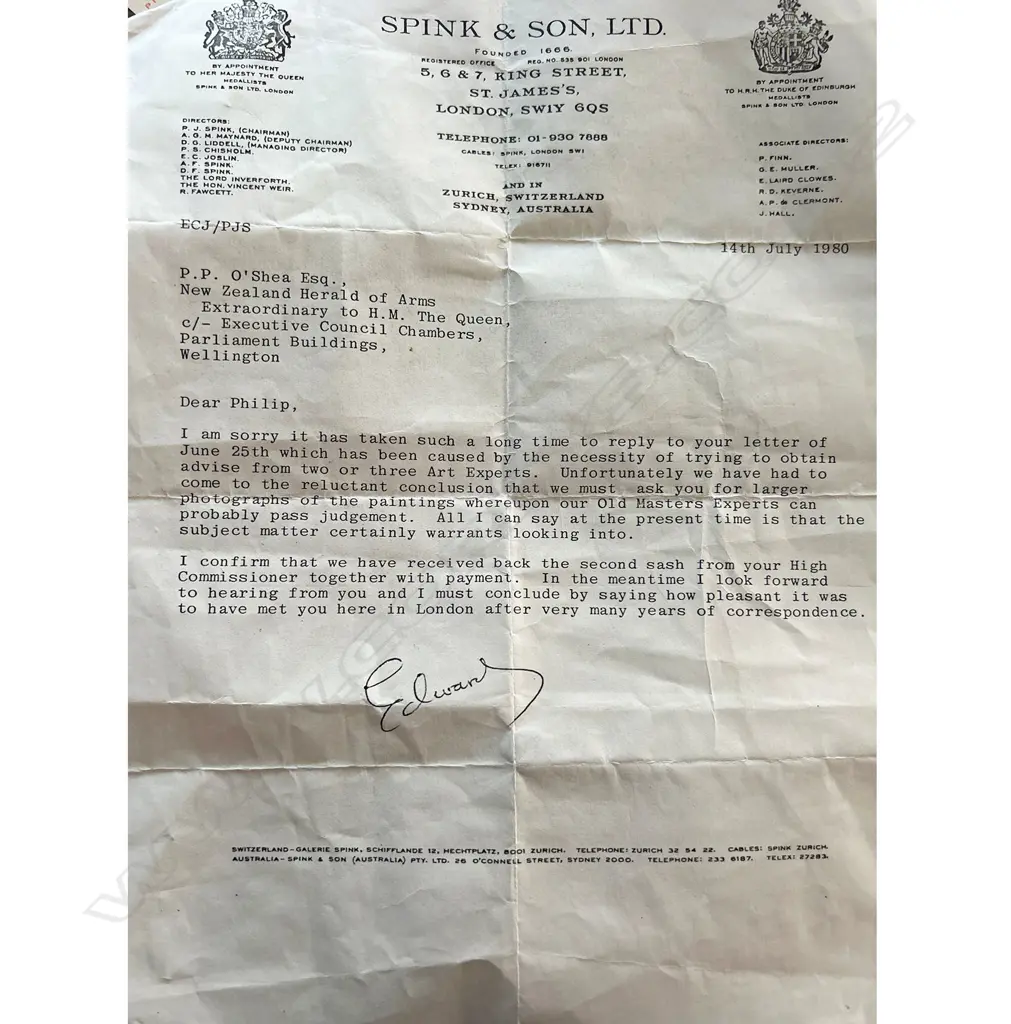 SPINK & SON, LTD.
FOUNDED 1666.
REGISTERED OFFICE REG. NO. 535 901 LONDON
5, 6 & 7, KING STREET,
ST. JAMES'S,
LONDON, SW1Y 6QS
TELEPHONE: 01-930 7888
CABLES: SPINK, LONDON SW1
TELEX: 916711
AND IN
ZURICH, SWITZERLAND
SYDNEY, AUSTRALIA
BY APPOINTMENT
TO HER MAJESTY THE QUEEN
MEDALLISTS
SPINK & SON LTD. LONDON
BY APPOINTMENT
TO H.R.H. THE DUKE OF EDINBURGH
MEDALLISTS
SPINK & SON LTD. LONDON
DIRECTORS:
P. J. SPINK, (CHAIRMAN)
A. G. M. MAYNARD, (DEPUTY CHAIRMAN)
D. G. LIDDELL, (MANAGING DIRECTOR)
P. S. CHISHOLM.
E. C. JOSLIN.
A. F. SPINK.
D. F. SPINK.
THE LORD INVERFORTH.
THE HON. VINCENT WEIR.
R. FAWCETT.
ASSOCIATE DIRECTORS:
P. FINN.
G. E. MULLER.
E. LAIRD CLOWES.
R. D. KEVERNE.
A. P. de CLERMONT.
J. HALL.
ECJ/PJS
14th July 1980
P.P. O'Shea Esq.,
New Zealand Herald of Arms
Extraordinary to H.M. The Queen,
c/- Executive Council Chambers,
Parliament Buildings,
Wellington
Dear Philip,
I am sorry it has taken such a long time to reply to your letter of
June 25th which has been caused by the necessity of trying to obtain
advise from two or three Art Experts. Unfortunately we have had to
come to the reluctant conclusion that we must ask you for larger
photographs of the paintings whereupon our Old Masters Experts can
probably pass judgement. All I can say at the present time is that the
subject matter certainly warrants looking into.
I confirm that we have received back the second sash from your High
Commissioner together with payment. In the meantime I look forward
to hearing from you and I must conclude by saying how pleasant it was
to have met you here in London after very many years of correspondence.
Edward
SWITZERLAND-GALERIE SPINK, SCHIFFLANDE 12, HECHTPLATZ, 8001 ZURICH. TELEPHONE: ZURICH 32 54 22. CABLES: SPINK ZURICH.
AUSTRALIA-SPINK & SON (AUSTRALIA) PTY. LTD. 26 O'CONNELL STREET, SYDNEY 2000. TELEPHONE: 233 6187. TELEX: 27283.